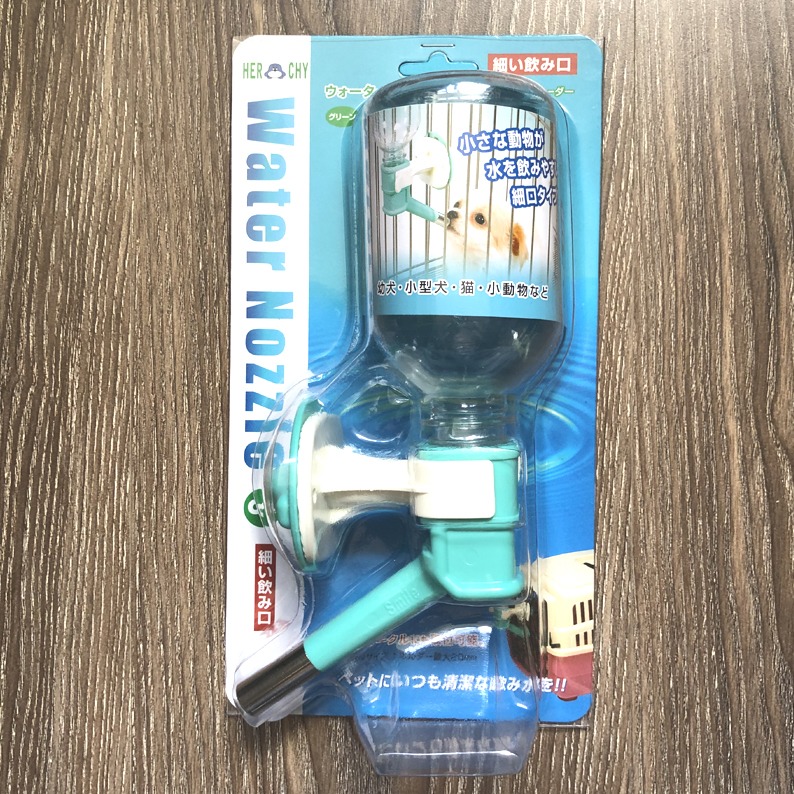 HER CHY
細い飲み口
ウォータ
ーダー
グリーン
小さな動物が
水を飲みやす
細口タイプ
幼犬・小型犬・猫・小動物など
Water Nozzle
細い飲み口
Smile
ペットにいつも清潔な飲み水を!!